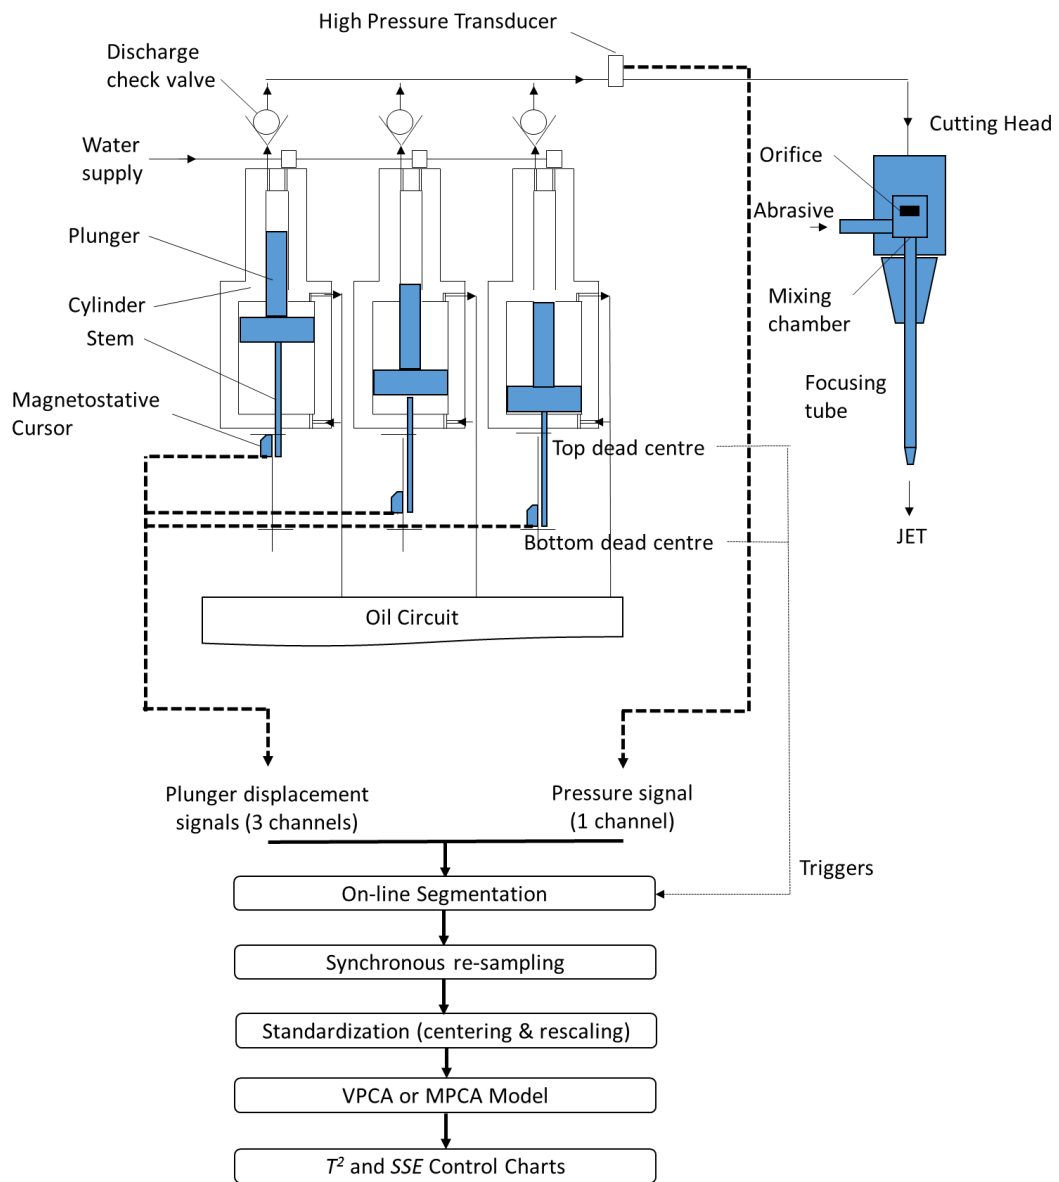 High Pressure Transducer
Discharge
check valve
Water
supply
Cutting Head
Orifice
Abrasive
Plunger
Cylinder
Stem
Mixing
chamber
Magnetostative
Cursor
Focusing
tube
Top dead centre
Bottom dead centre
JET
Oil Circuit
Plunger displacement
signals (3 channels)
Pressure signal
(1 channel)
Triggers
On-line Segmentation
Synchronous re-sampling
Standardization (centering & rescaling)
VPCA or MPCA Model
T² and SSE Control Charts